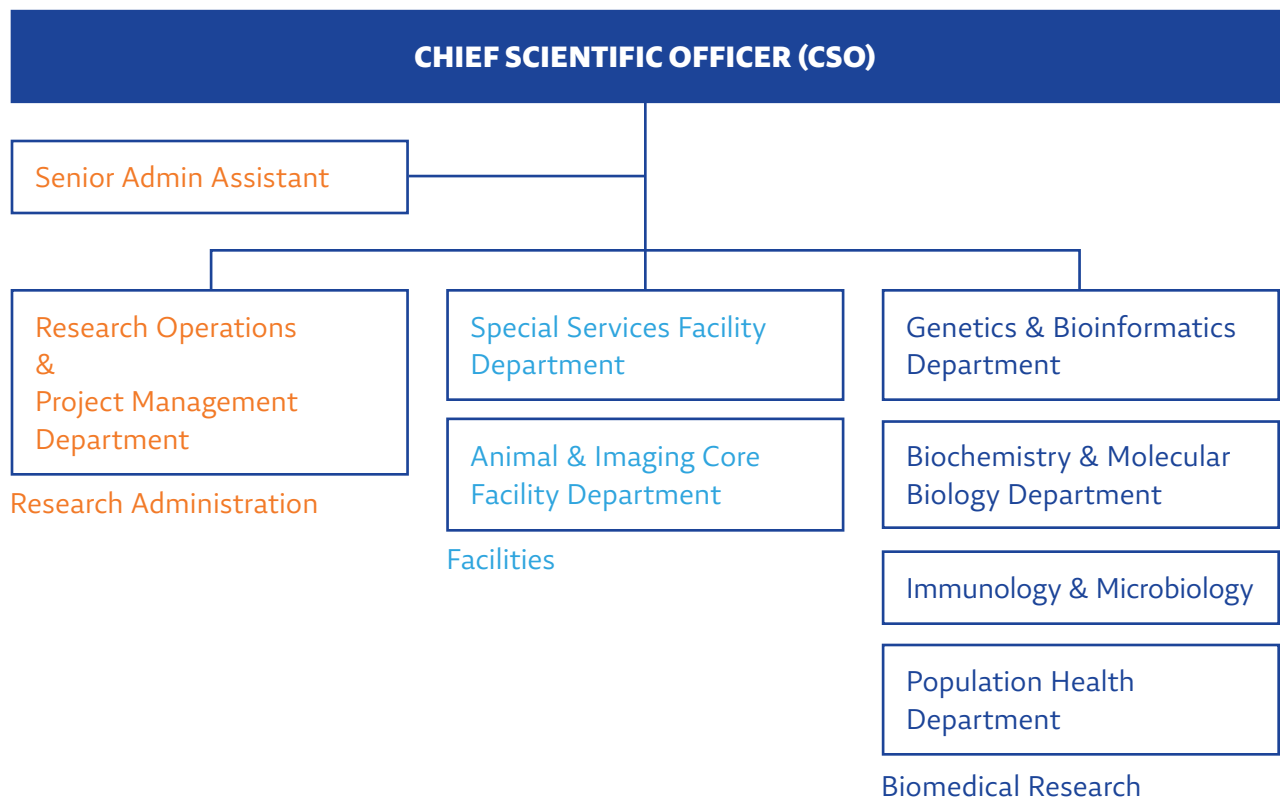 CHIEF SCIENTIFIC OFFICER (CSO)
Senior Admin Assistant
Research Operations
&
Project Management
Department
Research Administration
Special Services Facility
Department
Animal & Imaging Core
Facility Department
Facilities
Genetics & Bioinformatics
Department
Biochemistry & Molecular
Biology Department
Immunology & Microbiology
Population Health
Department
Biomedical Research